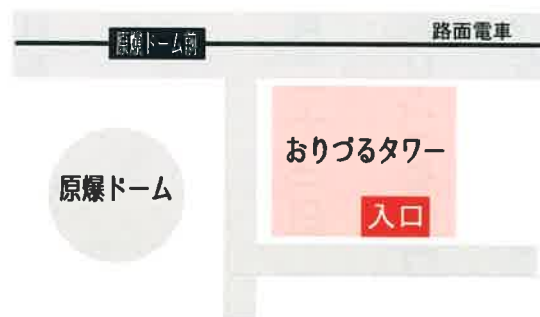 路面電車
原爆ドーム前
おりづるタワー
原爆ドーム
入口